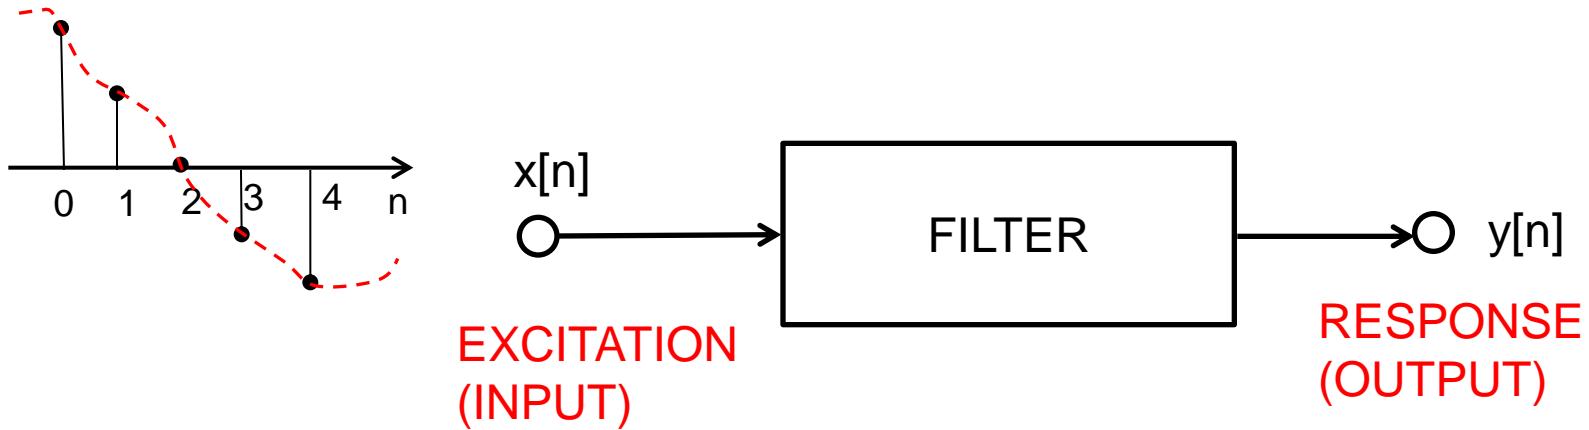 0 1 2 3 4 n
x[n]
FILTER
y[n]
EXCITATION
(INPUT)
RESPONSE
(OUTPUT)